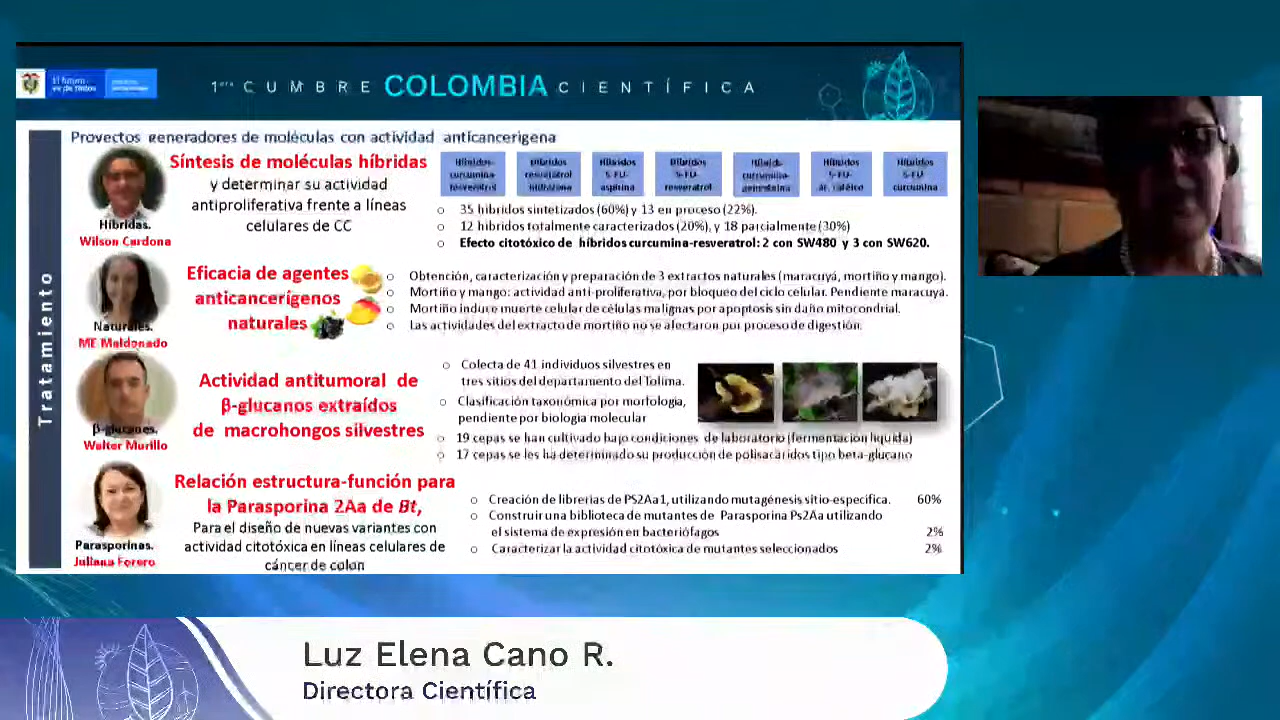 El futuro
es de todos
1era CUMBRE COLOMBIA CIENTÍFICA
Proyectos generadores de moléculas con actividad anticancerigena
Tratamiento
Síntesis de moléculas híbridas
y determinar su actividad
antiproliferativa frente a líneas
celulares de CC
Híbridas.
Wilson Cardona
Híbridos curcumina-resveratrol
Híbridos resveratrol hidrazona
Híbridos 5-FU-aspirina
Híbridos 5-FU-resveratrol
Híbridos 5-FU-curcumina
35 híbridos sintetizados (60%) y 13 en proceso (22%).
12 híbridos totalmente caracterizados (20%), y 18 parcialmente (30%)
Efecto citotóxico de híbridos curcumina-resveratrol: 2 con SW480 y 3 con SW620.
Eficacia de agentes
anticancerígenos
naturales
Naturales.
ME Maldonado
Obtención, caracterización y preparación de 3 extractos naturales (maracuyá, mortiño y mango).
Mortiño y mango: actividad anti-proliferativa, por bloqueo del ciclo celular. Pendiente maracuya.
Mortiño induce muerte celular de células malignas por apoptosis sin daño mitocondrial.
Las actividades del extracto de mortiño no se afectaron por proceso de digestión.
Actividad antitumoral de
β-glucanos extraídos
de macrohongos silvestres
β-glucanos.
Walter Murillo
Colecta de 41 individuos silvestres en
tres sitios del departamento del Tolima.
Clasificación taxonómica por morfología,
pendiente por biología molecular
19 cepas se han cultivado bajo condiciones de laboratorio (fermentación líquida)
17 cepas se les ha determinado su producción de polisacáridos tipo beta-glucano
Relación estructura-función para
la Parasporina 2Aa de Bt,
Para el diseño de nuevas variantes con
actividad citotóxica en líneas celulares de
cáncer de colon
Parasporinas.
Juliana Forero
Creación de librerias de PS2Aa1, utilizando mutagénesis sitio-especifica. 60%
Construir una biblioteca de mutantes de Parasporina Ps2Aa utilizando
el sistema de expresión en bacteriófagos 2%
Caracterizar la actividad citotóxica de mutantes seleccionados 2%
Luz Elena Cano R.
Directora Científica